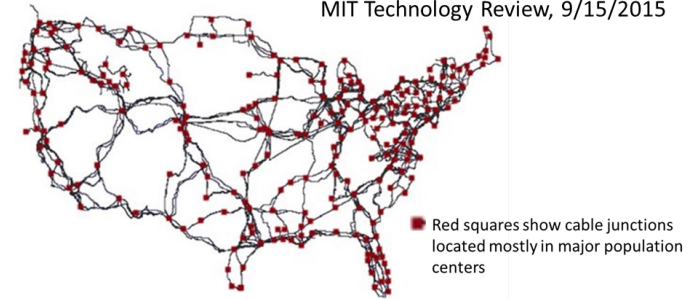 MIT Technology Review, 9/15/2015
Red squares show cable junctions
located mostly in major population
centers